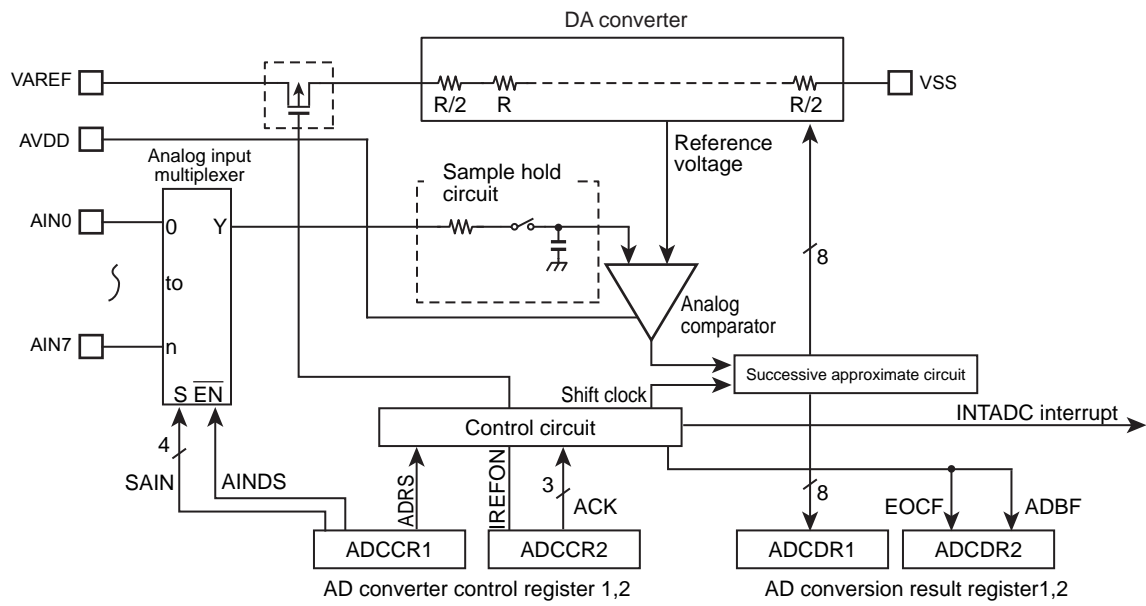 DA converter
VAREF
R/2
R
R/2
VSS
AVDD
Analog input
multiplexer
Reference
voltage
Sample hold
circuit
AIN0
0
Y
to
8
Analog
comparator
AIN7
n
S EN
Successive approximate circuit
Shift clock
INTADC interrupt
Control circuit
4
SAIN
AINDS
ADRS
IREFON
3
ACK
8
EOCF
ADBF
ADCCR1
ADCCR2
ADCDR1
ADCDR2
AD converter control register 1,2
AD conversion result register1,2